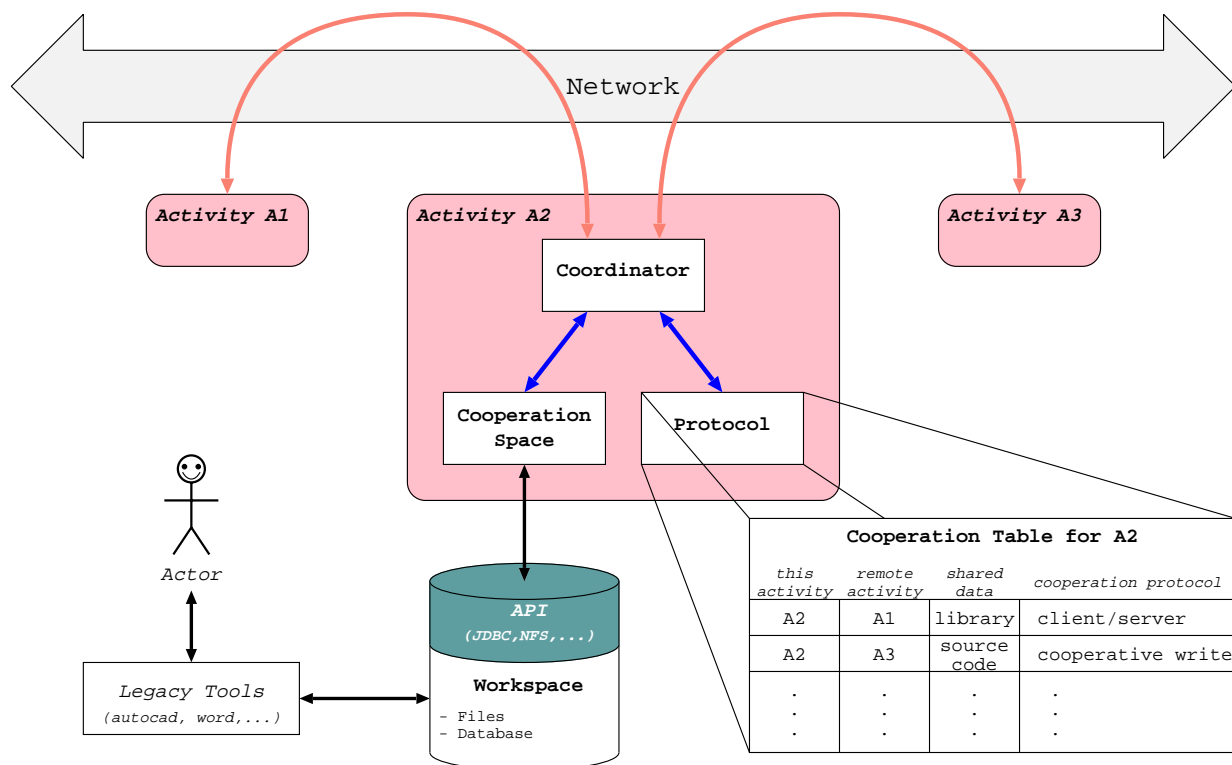 Network
Activity A1
Activity A2
Activity A3
Coordinator
Cooperation
Space
Protocol
Actor
Legacy Tools
(autocad, word,...)
API
(JDBC,NFS,...)
Workspace
- Files
- Database
Cooperation Table for A2
this activity remote activity shared data cooperation protocol
A2 A1 library client/server
A2 A3 source code cooperative write
. . . .
. . . .
. . . .